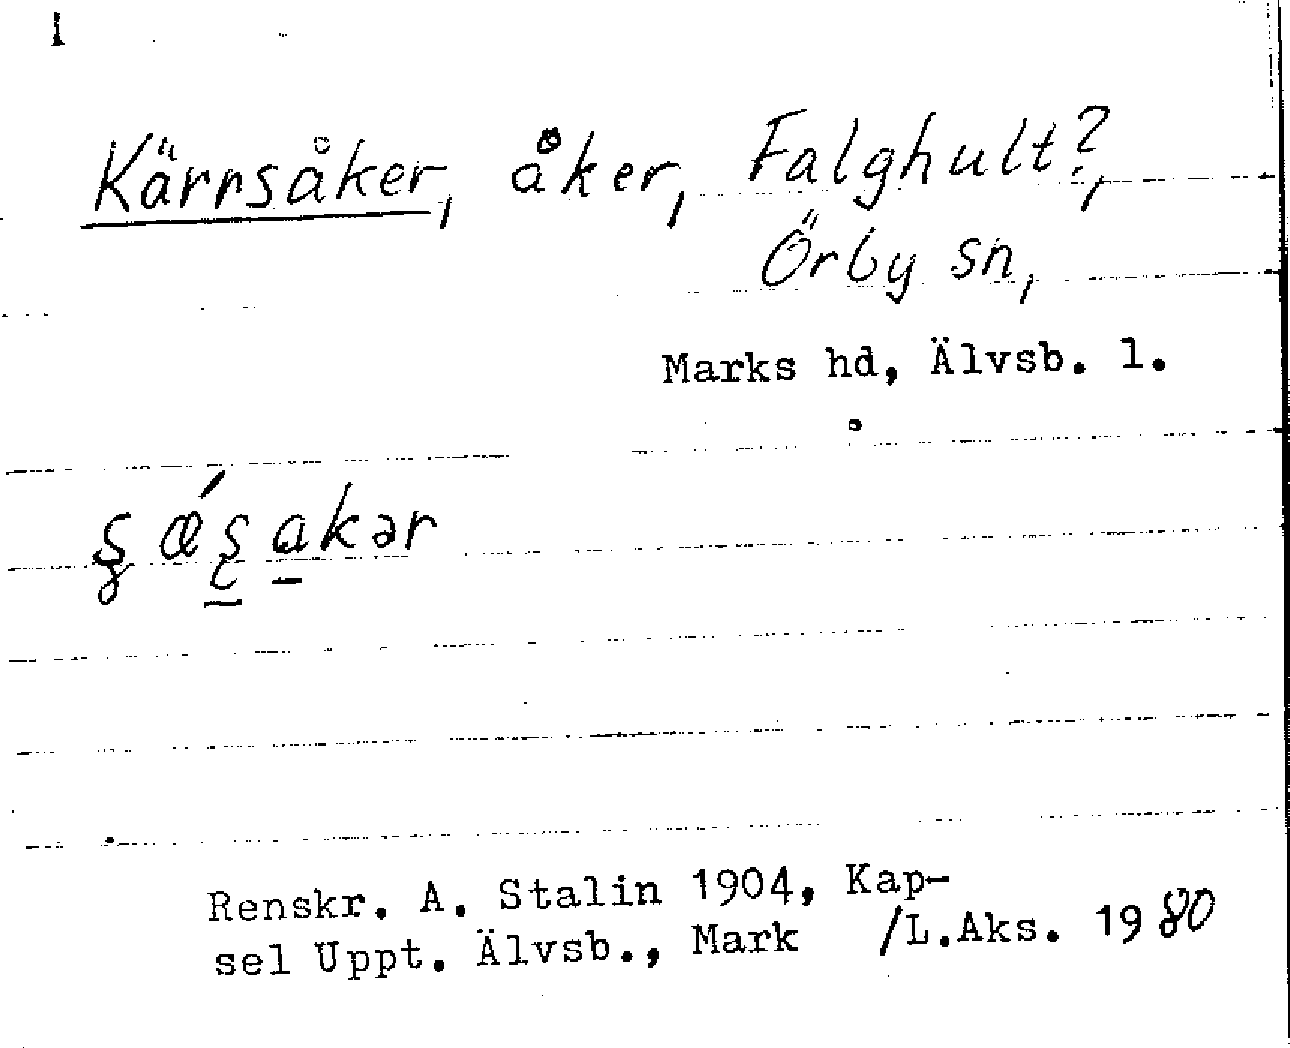 1
Kärrsåker, åker, Falghult?,
Örby sn,
Marks hd, Älvsb. l.
Renskr. A. Stalin 1904, Kap-
sel Uppt. Älvsb., Mark /L.Aks. 1980